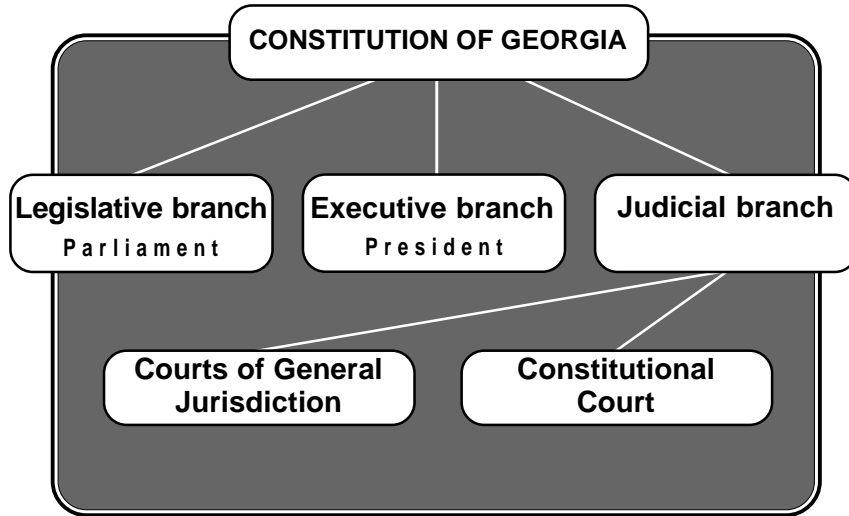 CONSTITUTION OF GEORGIA
Legislative branch
Parliament
Executive branch
President
Judicial branch
Courts of General
Jurisdiction
Constitutional
Court